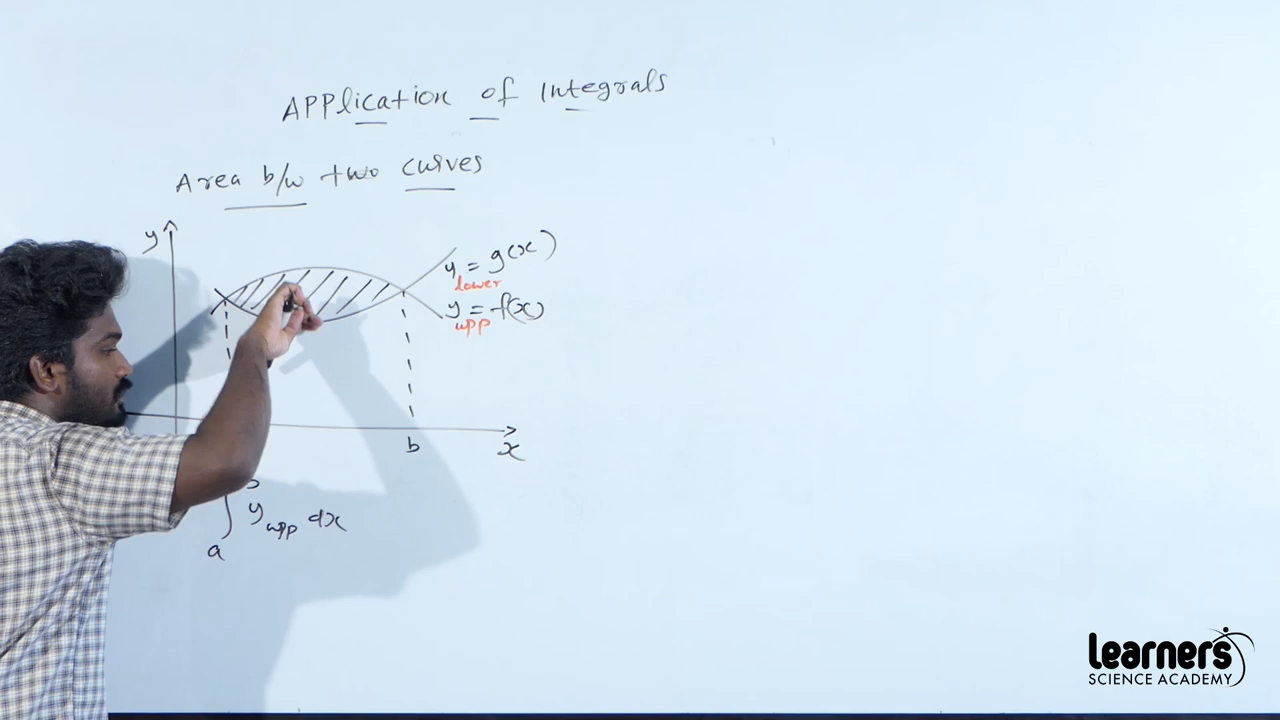 APPlication of Integrals
Area b/w two curves
y
y = g(x)
lower
y = f(x)
upp
b
x
y upp dx
a
Learners
SCIENCE ACADEMY